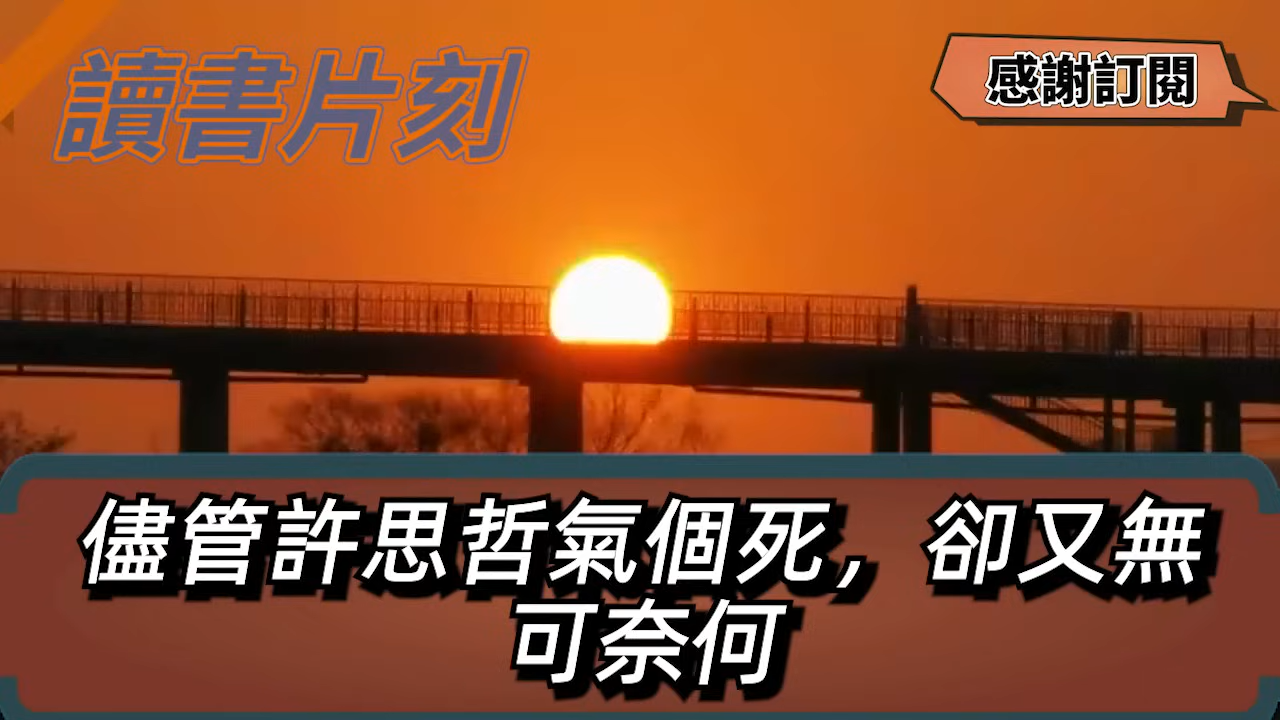 讀書片刻
感謝訂閱
儘管許思哲氣個死，卻又無
可奈何